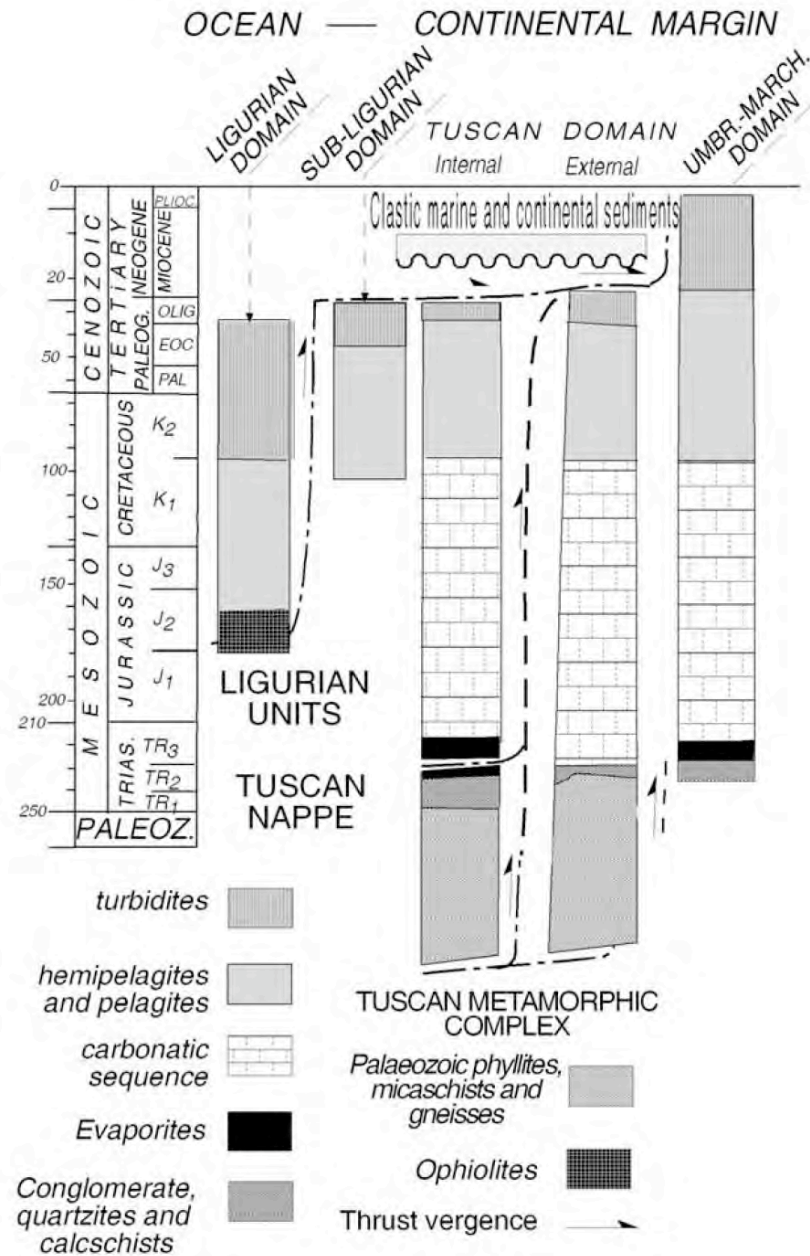 OCEAN — CONTINENTAL MARGIN
LIGURIAN
DOMAIN
SUB-LIGURIAN
DOMAIN
TUSCAN DOMAIN
Internal
External
UMBR.-MARCH.
DOMAIN
0
20
50
100
150
200
210
250
CENOZOIC
MESOZOIC
PALEOZ.
TERTIARY
NEOGENE
PALEOG.
CRETACEOUS
JURASSIC
TRIAS.
PLIOC.
MIOCENE
OLIG
EOC
PAL
K2
K1
J3
J2
J1
TR3
TR2
TR1
Clastic marine and continental sediments
LIGURIAN
UNITS
TUSCAN
NAPPE
TUSCAN METAMORPHIC
COMPLEX
turbidites
hemipelagites
and pelagites
carbonatic
sequence
Evaporites
Conglomerate,
quartzites and
calcschists
Palaeozoic phyllites,
micaschists and
gneisses
Ophiolites
Thrust vergence